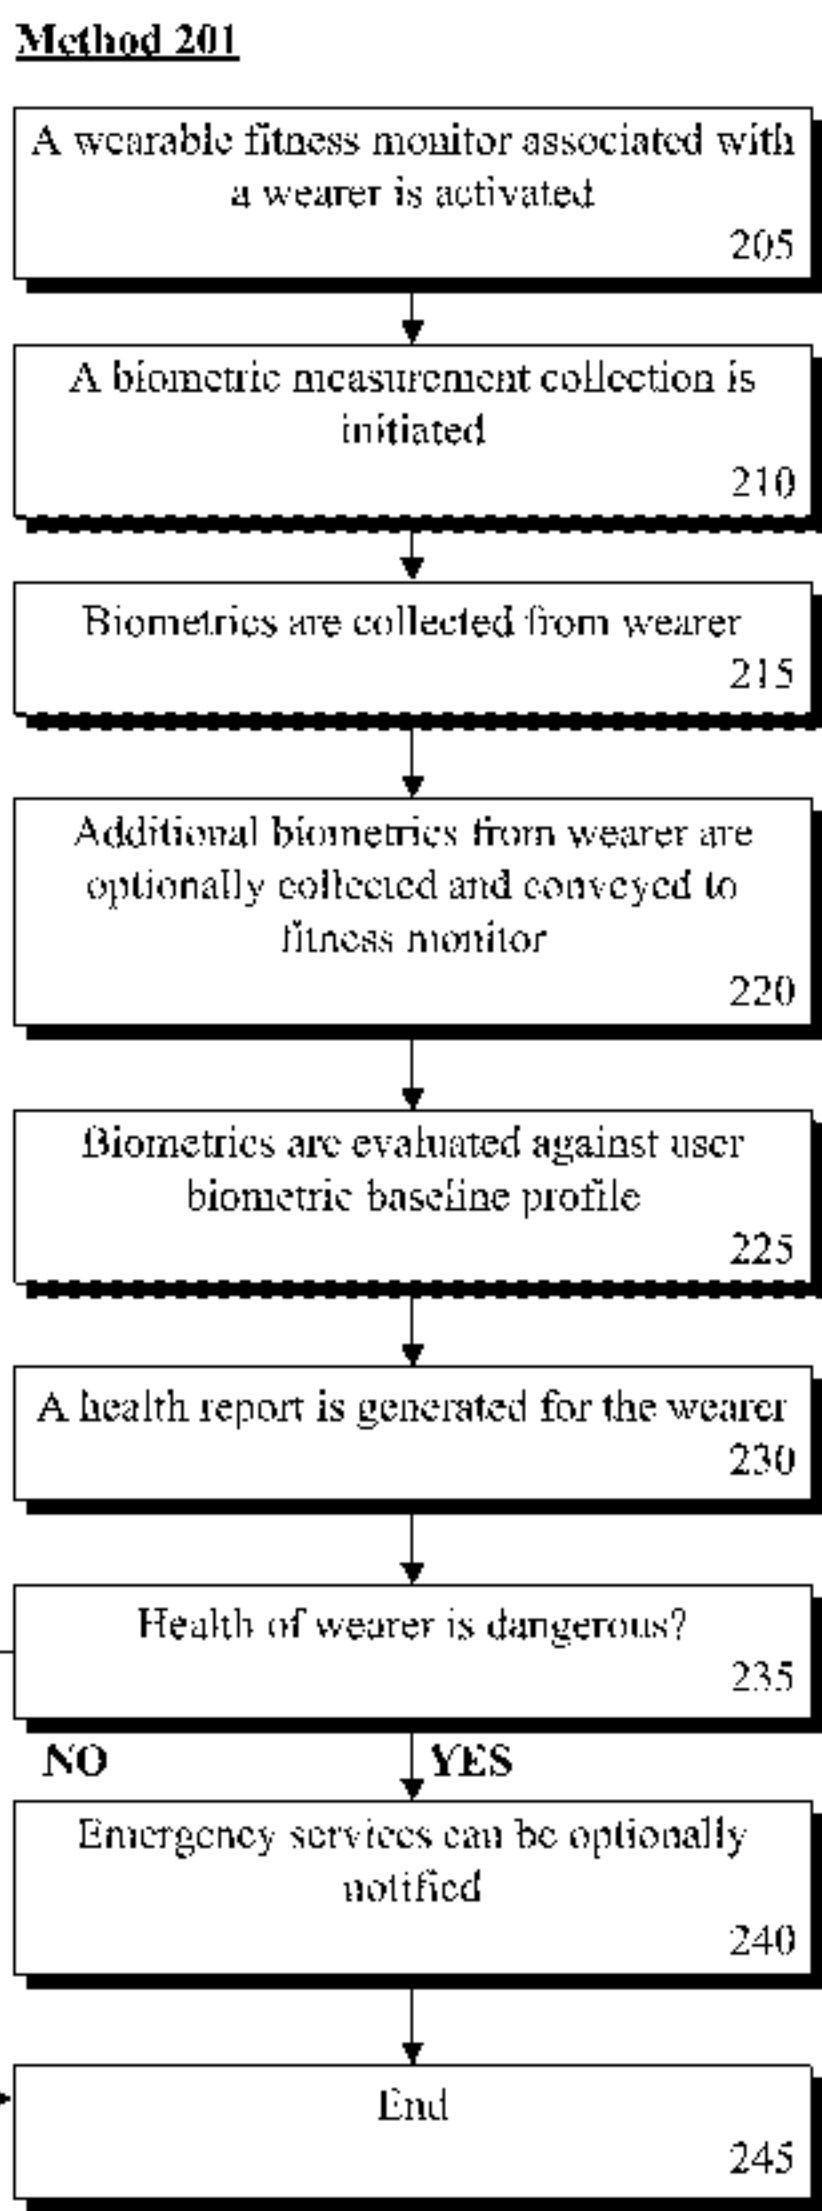 Method 201
A wearable fitness monitor associated with
a wearer is activated
205
A biometric measurement collection is
initiated
210
Biometrics are collected from wearer
215
Additional biometrics from wearer are
optionally collected and conveyed to
fitness monitor
220
Biometrics are evaluated against user
biometric baseline profile
225
A health report is generated for the wearer
230
Health of wearer is dangerous?
235
NO YES
Emergency services can be optionally
notified
240
End
245